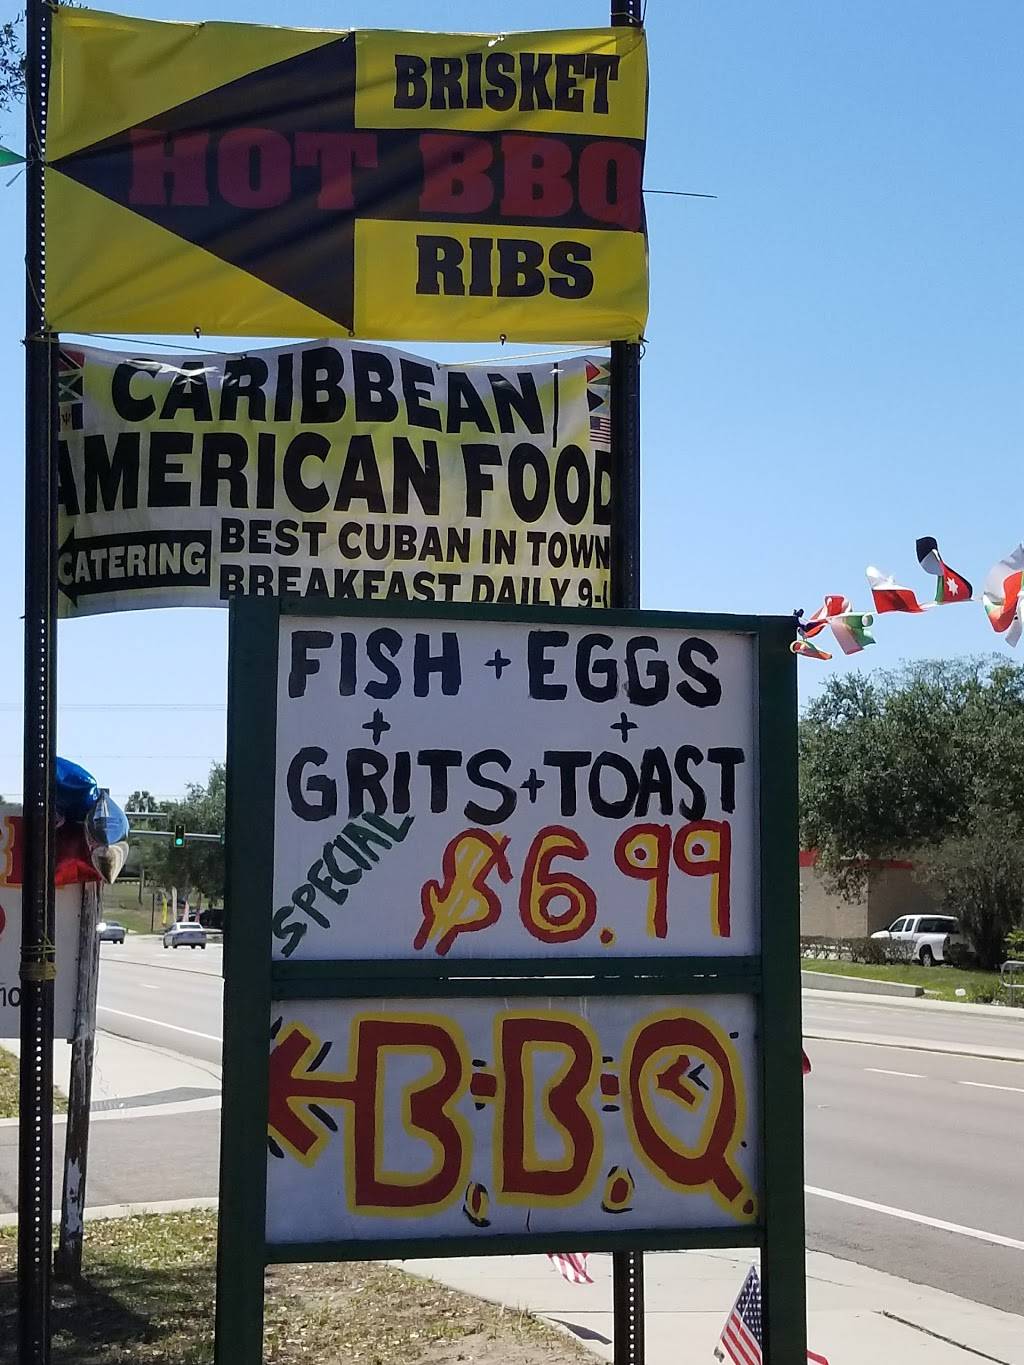 BRISKET
HOT BBQ
RIBS
CARIBBEAN/
AMERICAN FOOD
CATERING
BEST CUBAN IN TOWN
BREAKFAST DAILY 9-
FISH + EGGS
+ +
GRITS + TOAST
SPECIAL
$6.99
B.B.Q